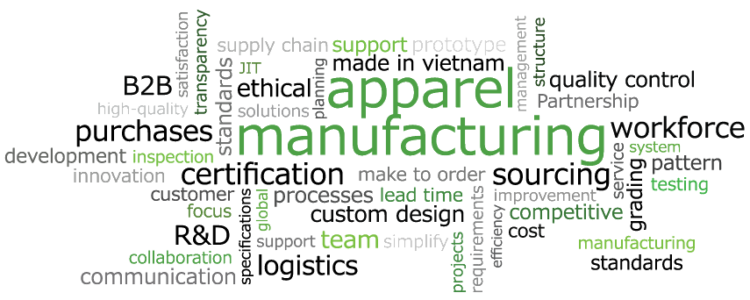 satisfaction
transparency
supply chain
support
prototype
management
structure
JIT
made in vietnam
B2B
standards
ethical
planning
apparel
quality control
high-quality
solutions
Partnership
purchases
manufacturing
workforce
development
inspection
service
system
pattern
innovation
certification
make to order
sourcing
grading
testing
customer
processes
lead time
requirements
improvement
focus
specifications
global
custom design
efficiency
competitive
R&D
support
team
simplify
projects
cost
manufacturing
collaboration
logistics
standards
communication